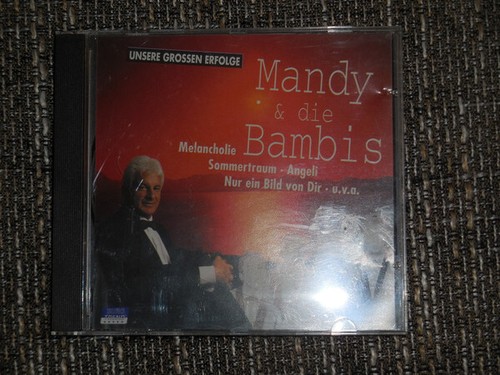 UNSERE GROSSEN ERFOLGE
Mandy
& die
Bambis
Melancholie
Sommertraum - Angeli
Nur ein Bild von Dir - u.v.a.